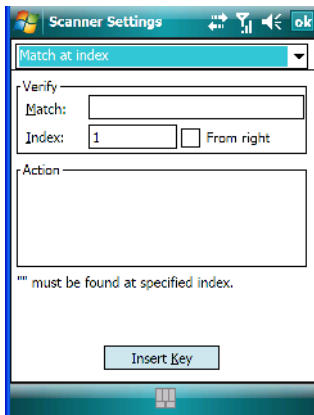 Scanner Settings ok
Match at index
Verify
Match:
Index: 1 From right
Action
"" must be found at specified index.
Insert Key